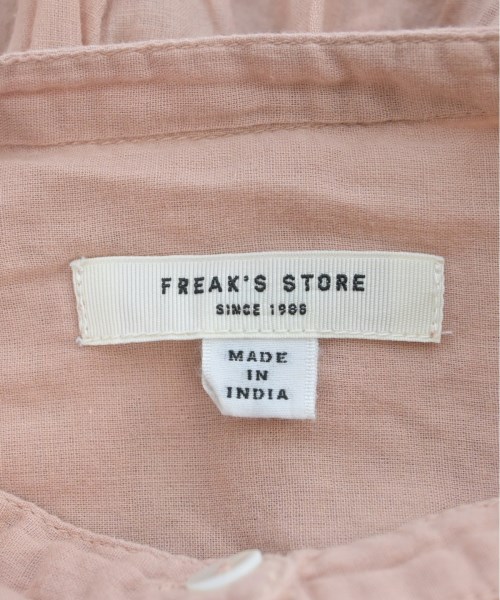 FREAK'S STORE
SINCE 1986
MADE
IN
INDIA